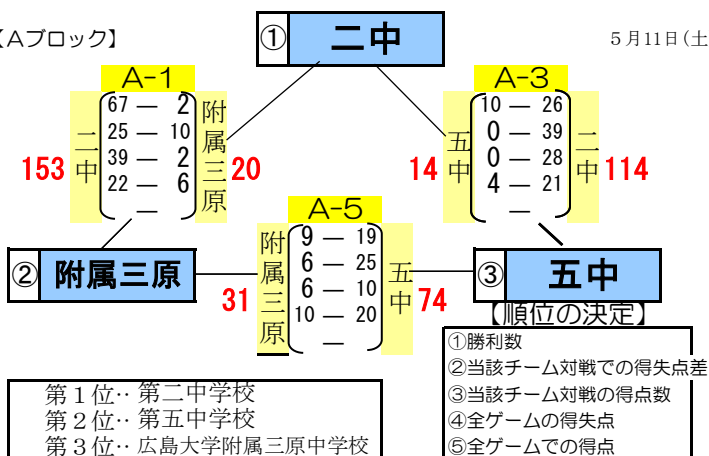 【Aブロック】
① 二中
5月11日(土
A-1
二中 153
67 ― 2
25 ― 10
39 ― 2
22 ― 6
―
附属三原 20
A-3
五中 14
10 ― 26
0 ― 39
0 ― 28
4 ― 21
―
二中 114
A-5
附属三原 31
9 ― 19
6 ― 25
6 ― 10
10 ― 20
―
五中 74
② 附属三原
③ 五中
【順位の決定】
①勝利数
②当該チーム対戦での得失点差
③当該チーム対戦の得点数
④全ゲームの得失点
⑤全ゲームでの得点
第1位‥ 第二中学校
第2位‥ 第五中学校
第3位‥ 広島大学附属三原中学校